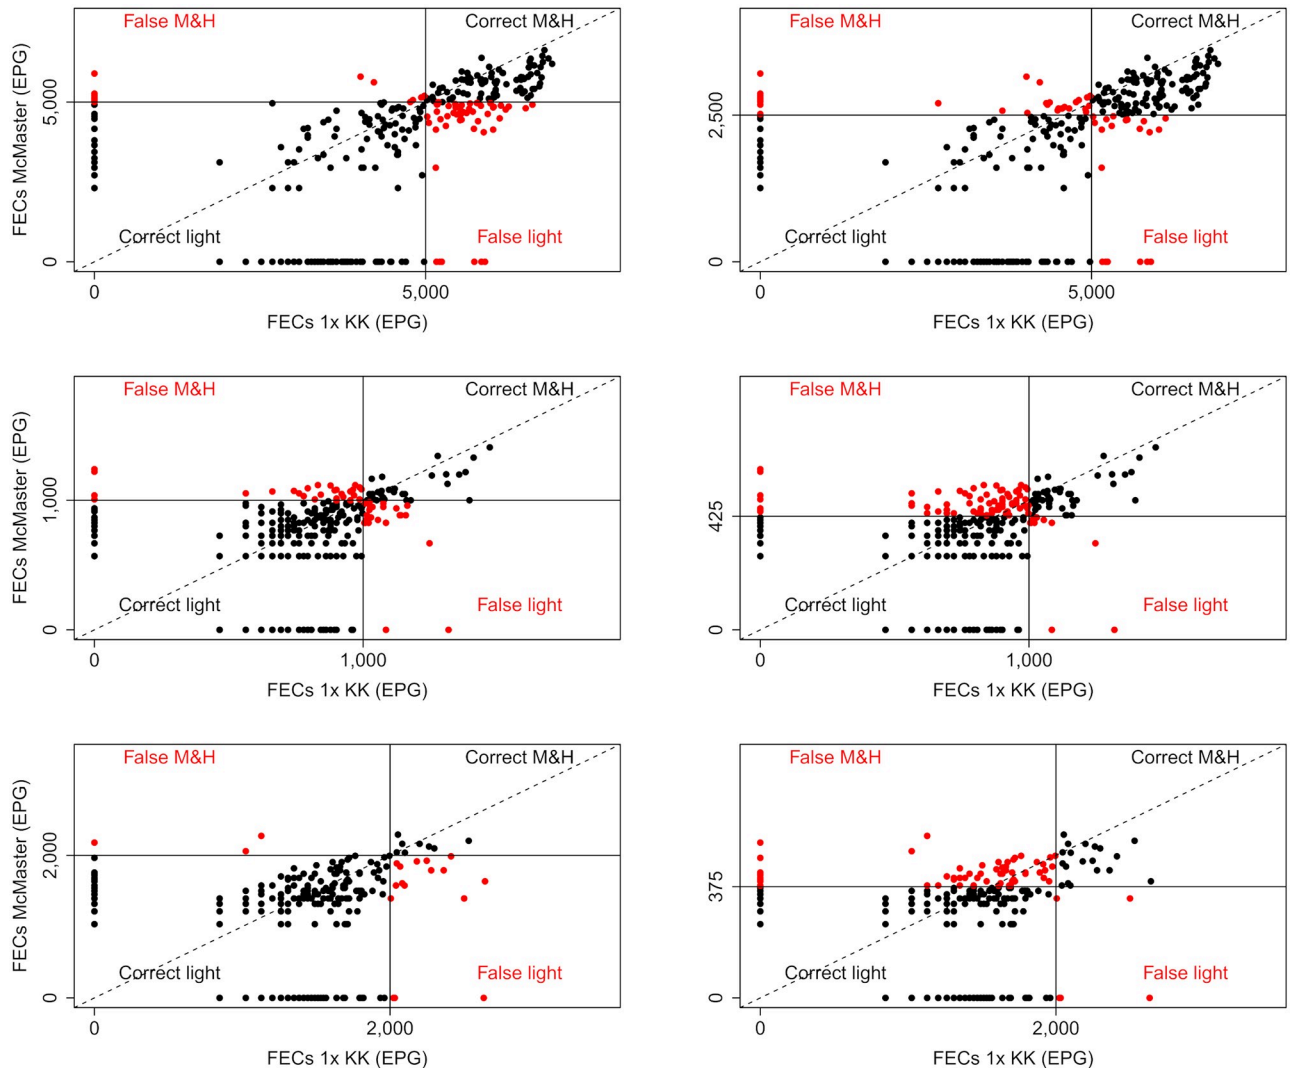 False M&H
Correct M&H
FECs McMaster (EPG)
5,000
0
Correct light
False light
0
5,000
FECs 1x KK (EPG)
False M&H
Correct M&H
2,500
0
Correct light
False light
0
5,000
FECs 1x KK (EPG)
False M&H
Correct M&H
FECs McMaster (EPG
1,000
0
Correct light
False light
0
1,000
FECs 1x KK (EPG)
False M&H
Correct M&H
425
0
Correct light
False light
0
1,000
FECs 1x KK (EPG)
False M&H
Correct M&H
FECs McMaster (EPG)
2,000
0
Correct light
False light
0
2,000
FECs 1x KK (EPG)
False M&H
Correct M&H
375
0
Correct light
False light
0
2,000
FECs 1x KK (EPG)